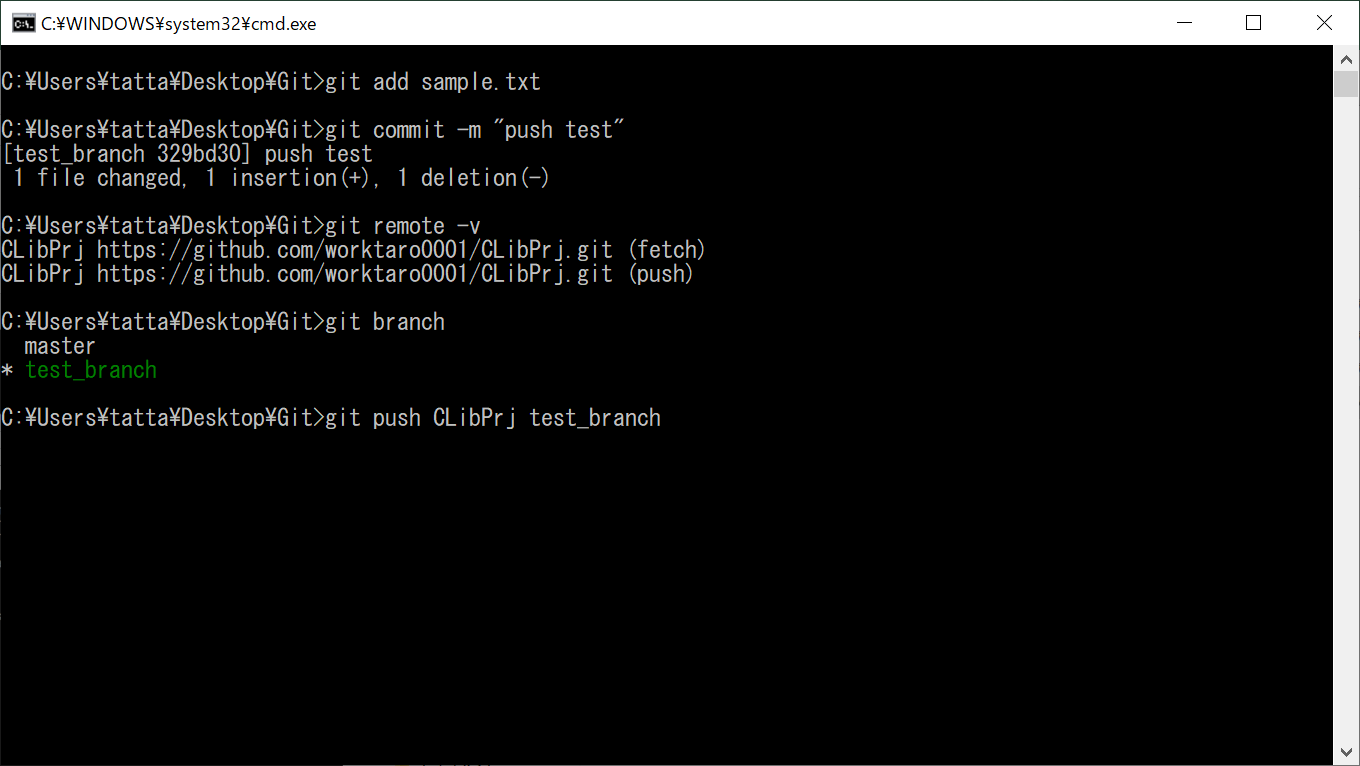 C:¥WINDOWS¥system32¥cmd.exe
C:¥Users¥tatta¥Desktop¥Git>git add sample.txt
C:¥Users¥tatta¥Desktop¥Git>git commit -m "push test"
[test_branch 329bd30] push test
 1 file changed, 1 insertion(+), 1 deletion(-)
C:¥Users¥tatta¥Desktop¥Git>git remote -v
CLibPrj https://github.com/worktaro0001/CLibPrj.git (fetch)
CLibPrj https://github.com/worktaro0001/CLibPrj.git (push)
C:¥Users¥tatta¥Desktop¥Git>git branch
  master
* test_branch
C:¥Users¥tatta¥Desktop¥Git>git push CLibPrj test_branch